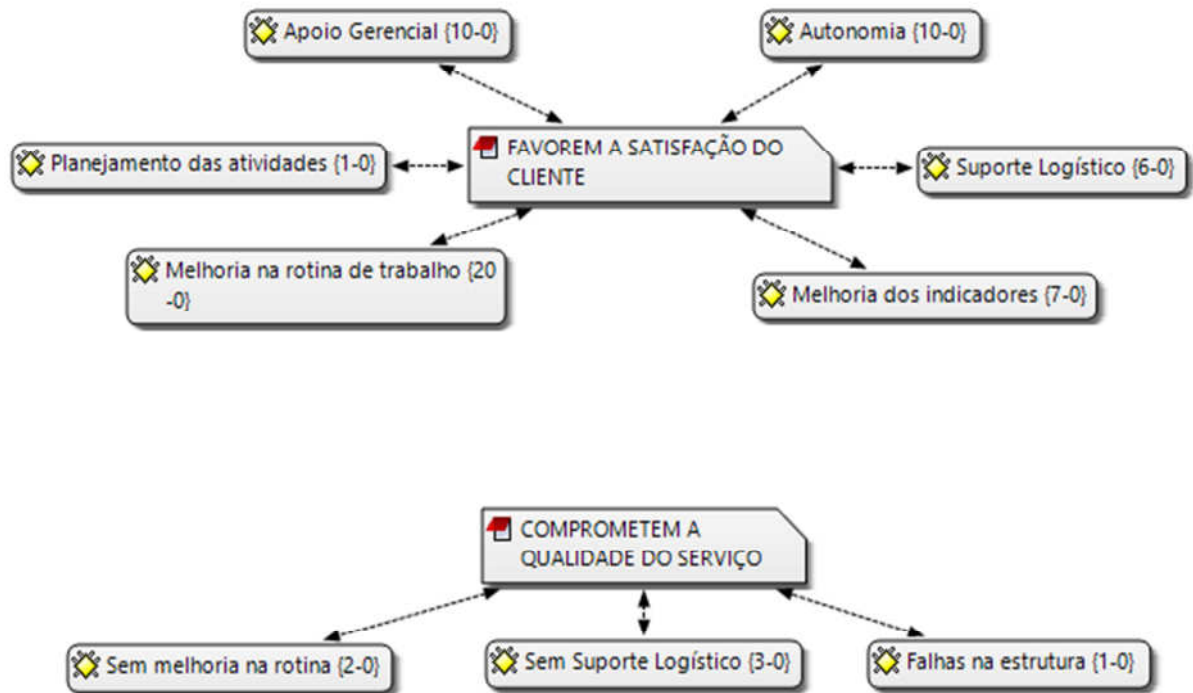 Apoio Gerencial {10-0}
Autonomia {10-0}
FAVOREM A SATISFAÇÃO DO
CLIENTE
Planejamento das atividades {1-0}
Suporte Logístico {6-0}
Melhoria na rotina de trabalho {20
-0}
Melhoria dos indicadores {7-0}
COMPROMETEM A
QUALIDADE DO SERVIÇO
Sem melhoria na rotina {2-0}
Sem Suporte Logístico {3-0}
Falhas na estrutura {1-0}